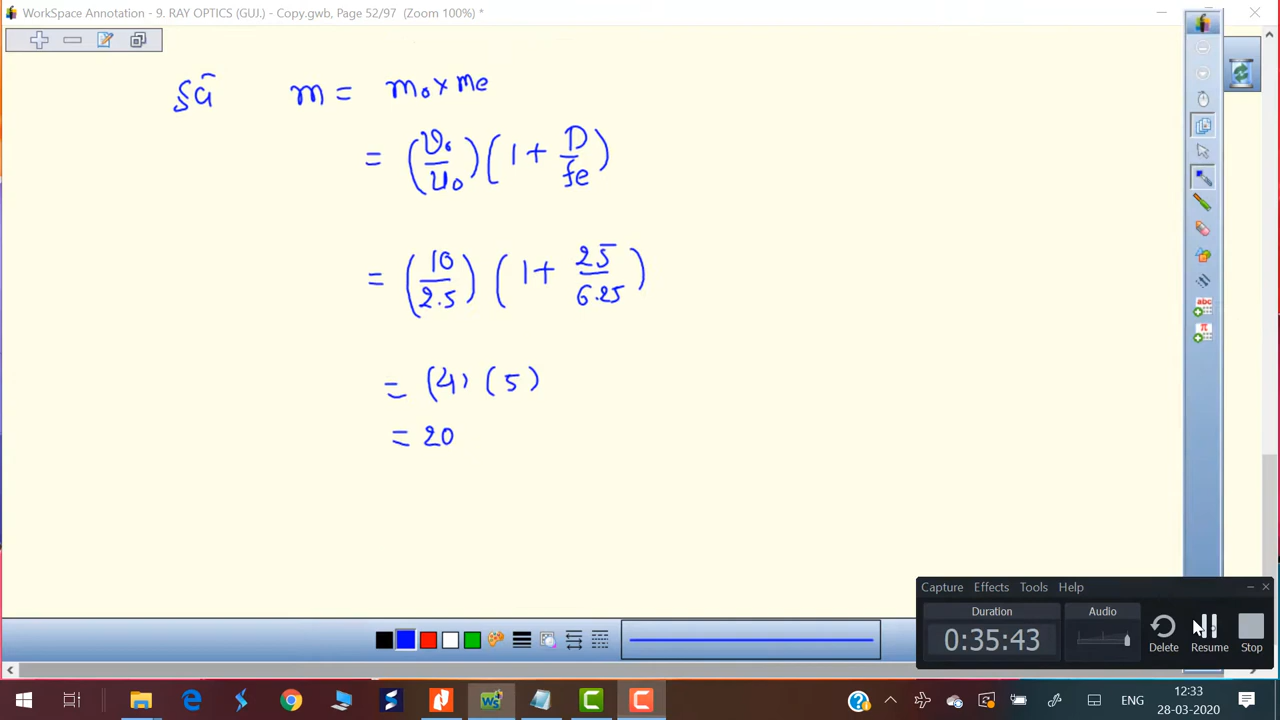 WorkSpace Annotation - 9. RAY OPTICS (GUJ.) - Copy.gwb, Page 52/97 (Zoom 100%) *
m = m₀ × me
= (v₀/u₀) (1 + D/fe)
= (10/2.5) (1 + 25/6.25)
= (4) (5)
= 20
abc
π
Capture Effects Tools Help
Duration Audio
0:35:43
Delete Resume Stop
ENG
12:33
28-03-2020